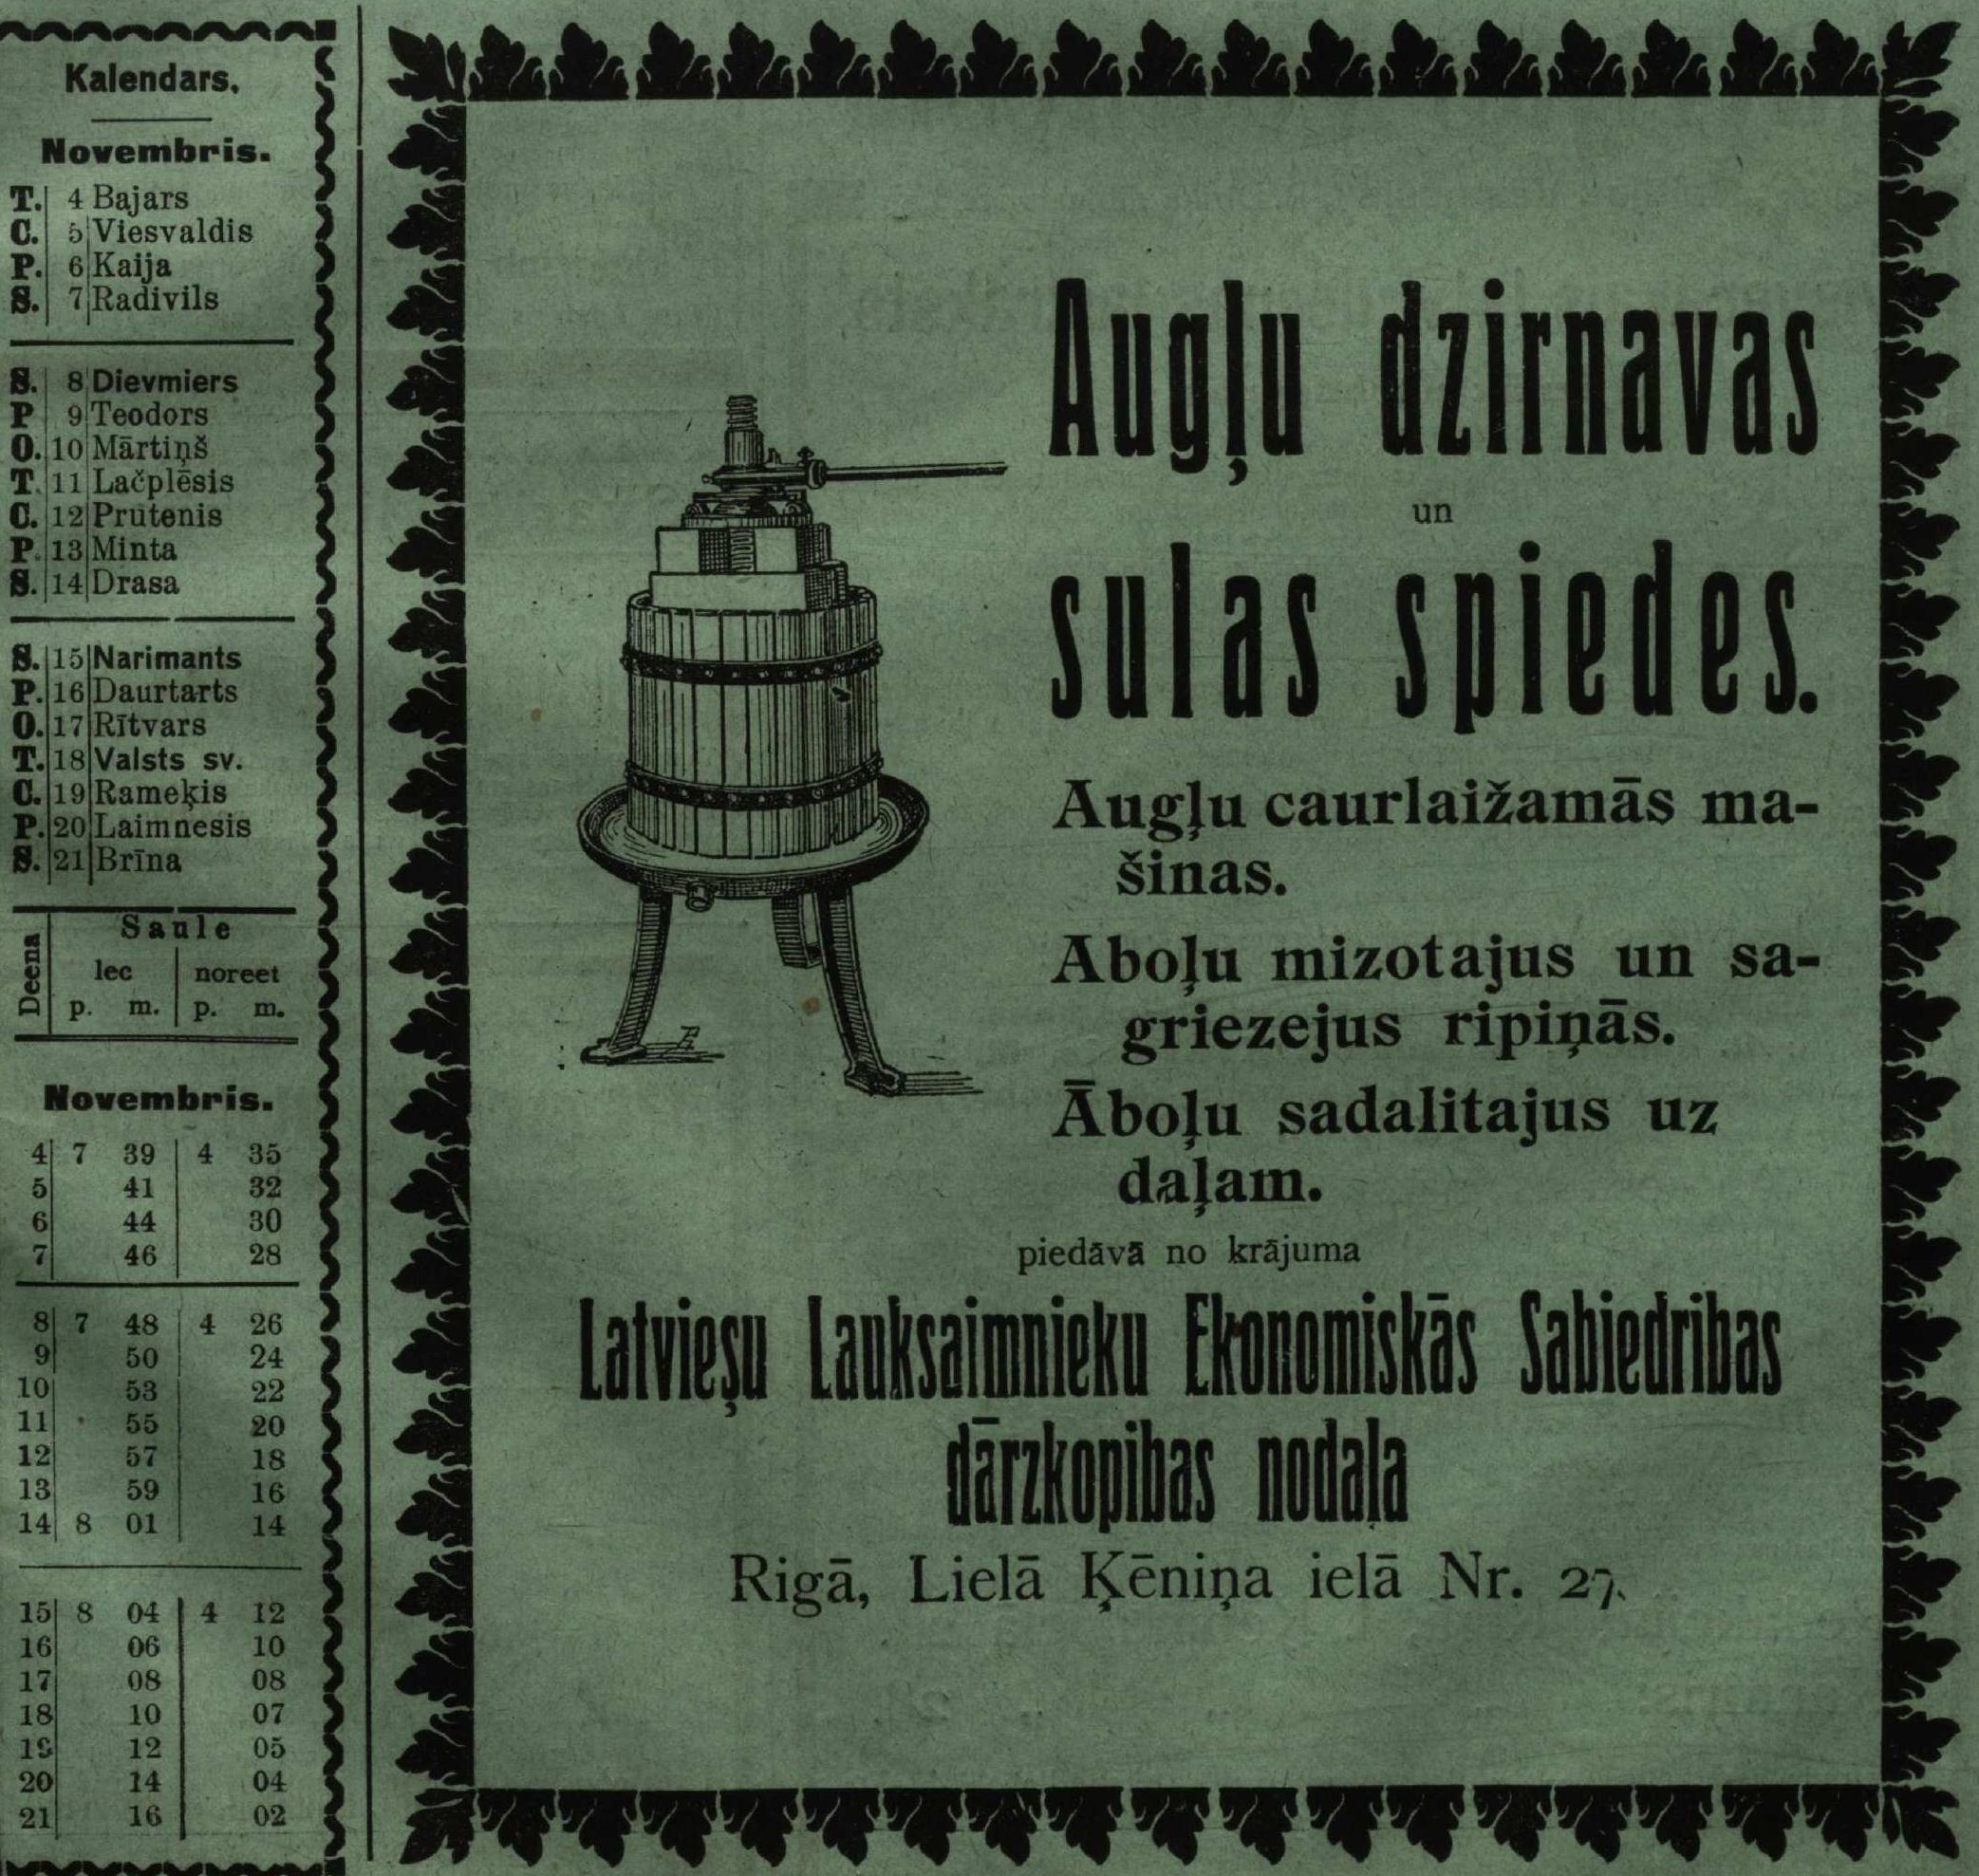 Kalendars.
Novembris.
T. 4 Bajars
C. 5 Viesvaldis
P. 6 Kaija
S. 7 Radivils
S. 8 Dievmiers
P 9 Teodors
O. 10 Mārtiņš
T. 11 Lačplēsis
C. 12 Prutenis
P. 13 Minta
S. 14 Drasa
S. 15 Narimants
P. 16 Daurtarts
O. 17 Rītvars
T. 18 Valsts sv.
C. 19 Rameķis
P. 20 Laimnesis
S. 21 Brīna
Deena
Saule
lec noreet
p. m. p. m.
Novembris.
4 7 39 4 35
5 41 32
6 44 30
7 46 28
8 7 48 4 26
9 50 24
10 53 22
11 55 20
12 57 18
13 59 16
14 8 01 14
15 8 04 4 12
16 06 10
17 08 08
18 10 07
19 12 05
20 14 04
21 16 02
Augļu dzirnavas
un
sulas spiedes.
Augļu caurlaižamās ma-
šinas.
Aboļu mizotajus un sa-
griezejus ripiņās.
Āboļu sadalitajus uz
daļam.
piedāvā no krājuma
Latvieşu Lauksaimnieku Ekonomiskās Sabiedribas
dārzkopibas nodaļa
Rigā, Lielā Ķēniņa ielā Nr. 27.